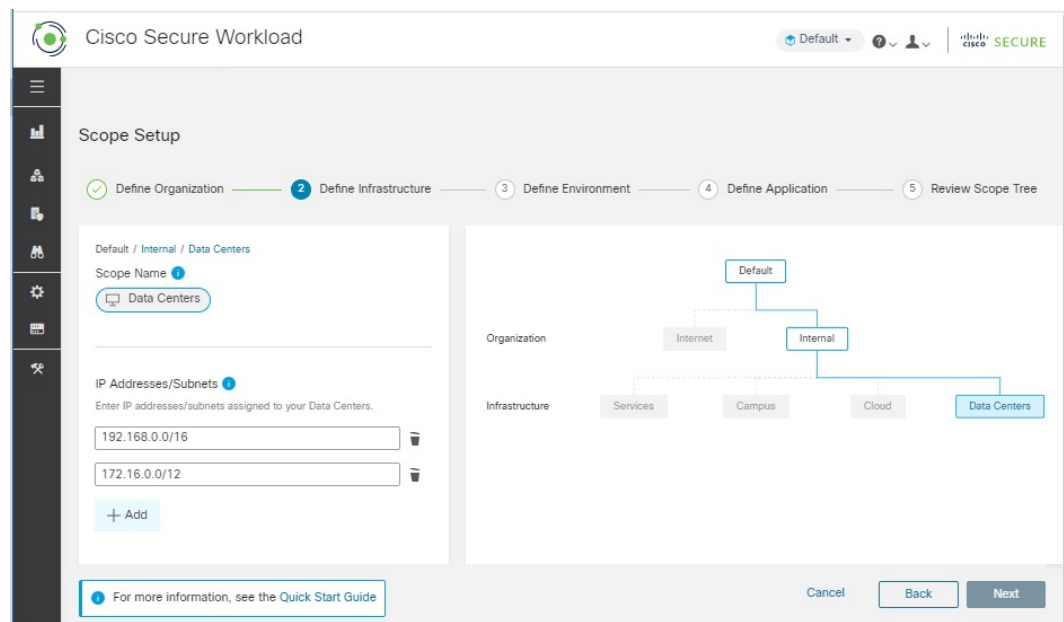 Cisco Secure Workload
Default
CISCO SECURE
Scope Setup
Define Organization
2 Define Infrastructure
3 Define Environment
4 Define Application
5 Review Scope Tree
Default / Internal / Data Centers
Scope Name
Data Centers
IP Addresses/Subnets
Enter IP addresses/subnets assigned to your Data Centers.
192.168.0.0/16
172.16.0.0/12
+ Add
Default
Organization
Internet
Internal
Infrastructure
Services
Campus
Cloud
Data Centers
For more information, see the Quick Start Guide
Cancel
Back
Next